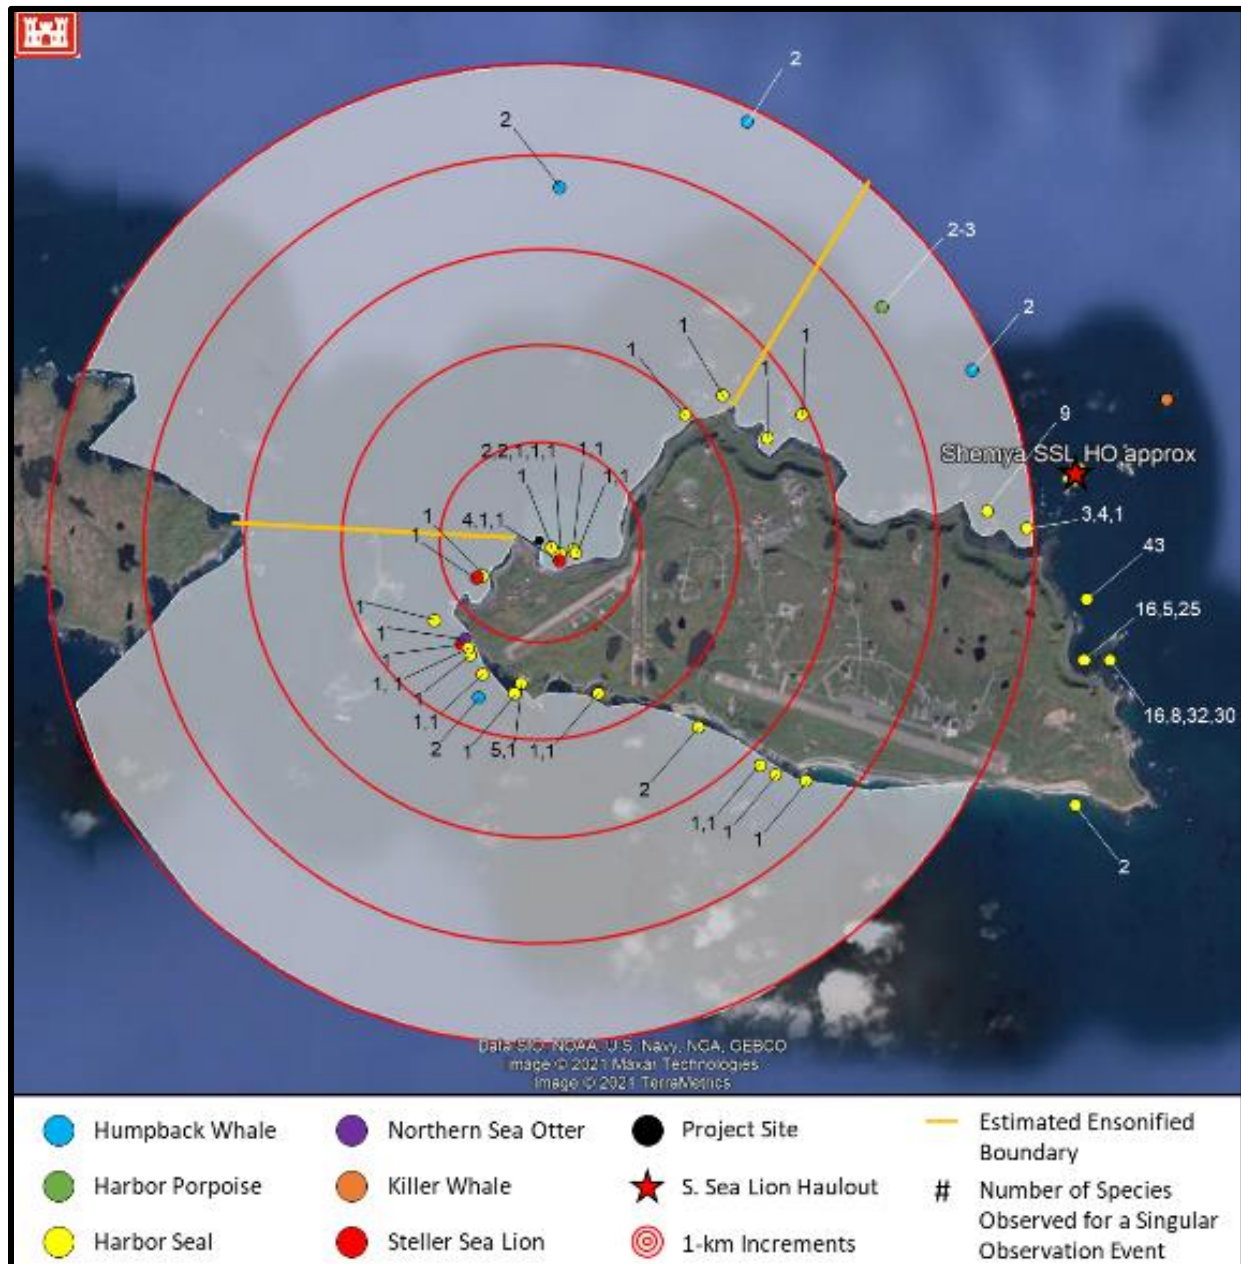 2
2
2-3
2
1
1
1
1
9
Shemya SSL HO approx
2,2,1,1,1
1,1
1
1,1
4,1,1
1
1
3,4,1
43
16,5,25
1
16,8,32,30
1
1
1, 1
1
1,1
2
1
5,1
1,1
2
1,1
1
1
2
Data SIO, NOAA, U.S. Navy, NGA, GEBCO
Image © 2021 Maxar Technologies
Image © 2021 TerraMetrics
Humpback Whale
Northern Sea Otter
Project Site
Estimated Ensonified
Boundary
Harbor Porpoise
Killer Whale
S. Sea Lion Haulout
# Number of Species
Observed for a Singular
Observation Event
Harbor Seal
Steller Sea Lion
1-km Increments